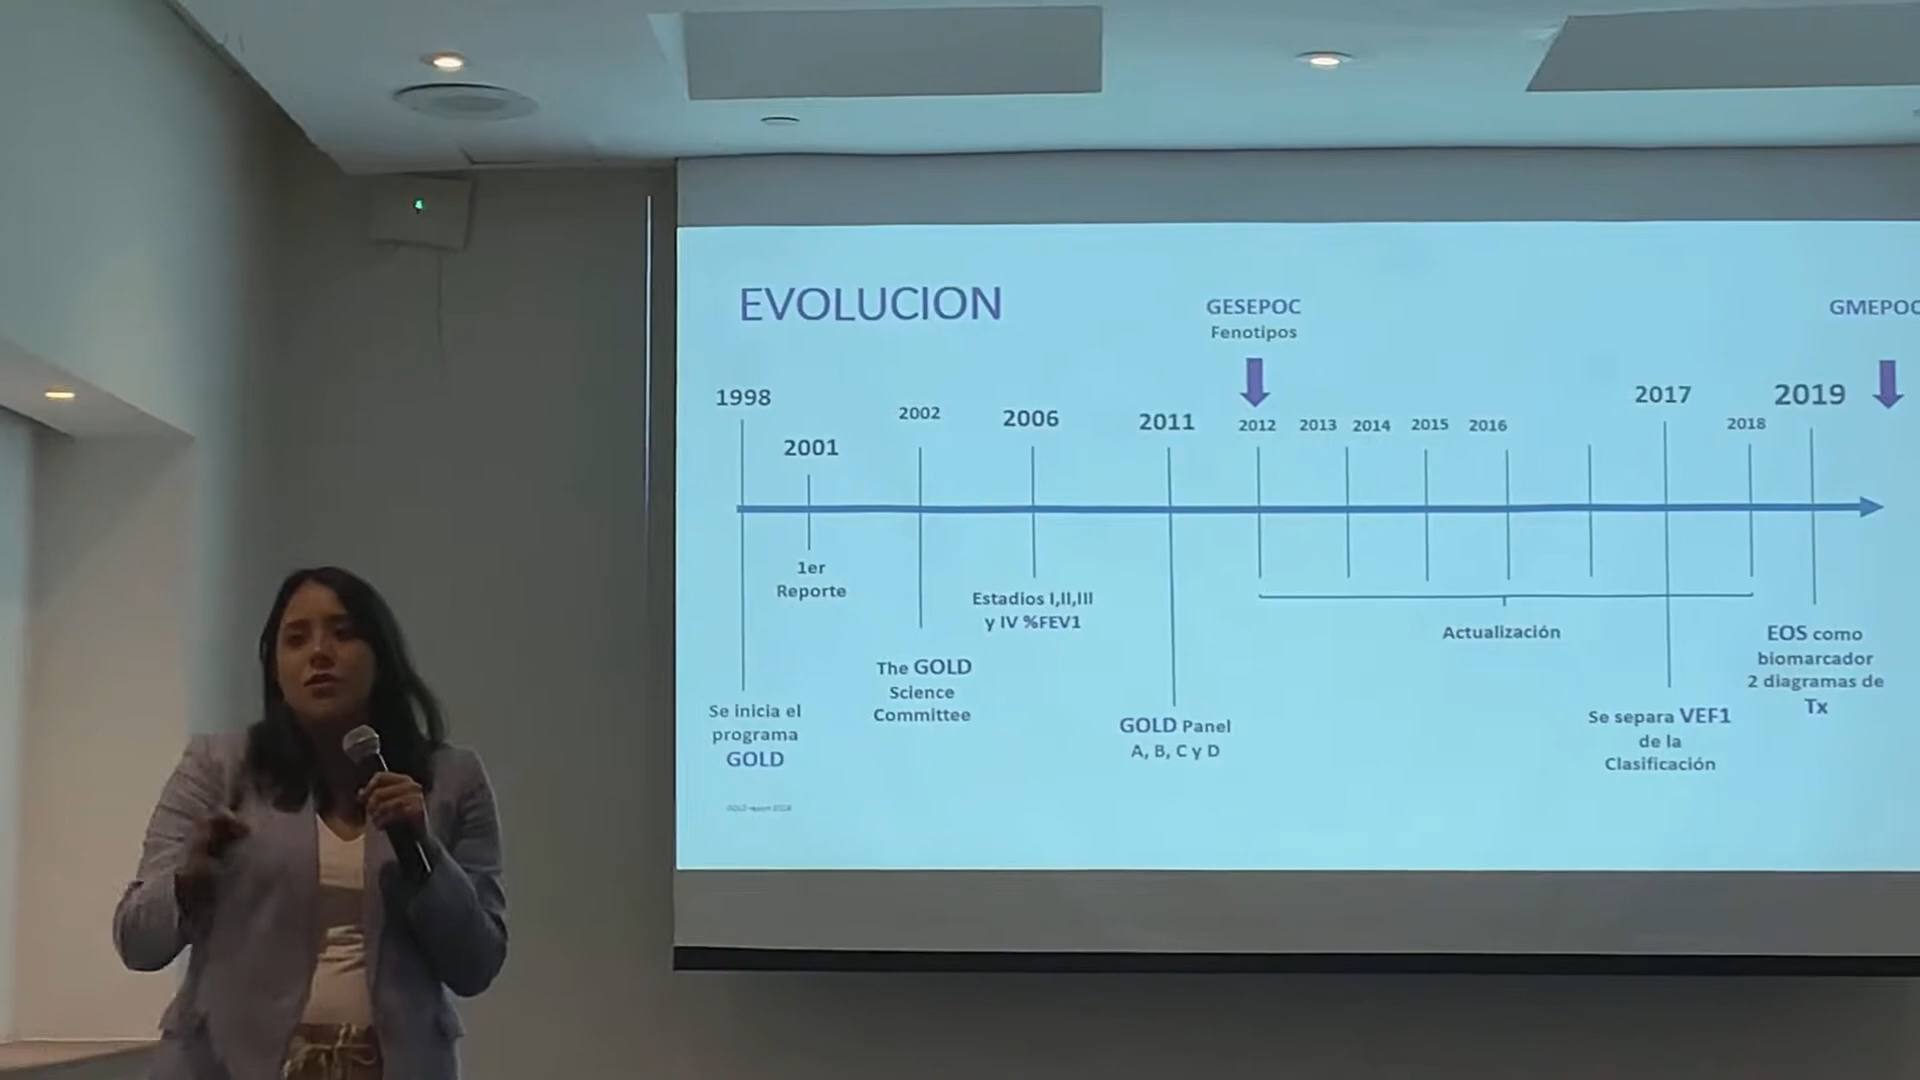 EVOLUCION
GESEPOC
Fenotipos
GMEPOC
1998
2001
2002
2006
2011
2012
2013
2014
2015
2016
2017
2018
2019
1er
Reporte
Estadios I,II,III
y IV %FEV1
Actualización
EOS como
biomarcador
2 diagramas de
Tx
The GOLD
Science
Committee
Se inicia el
programa
GOLD
GOLD Panel
A, B, C y D
Se separa VEF1
de la
Clasificación